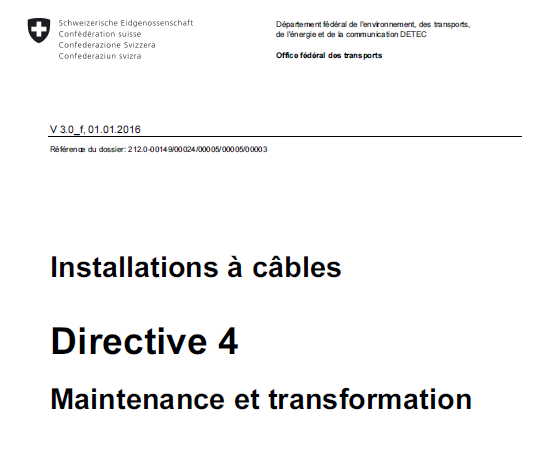 Schweizerische Eidgenossenschaft
Confédération suisse
Confederazione Svizzera
Confederaziun svizra
Département fédéral de l'environnement, des transports,
de l'énergie et de la communication DETEC
Office fédéral des transports
V 3.0_f, 01.01.2016
Référence du dossier: 212.0-00149/00024/00005/00005/00003
Installations à câbles
Directive 4
Maintenance et transformation